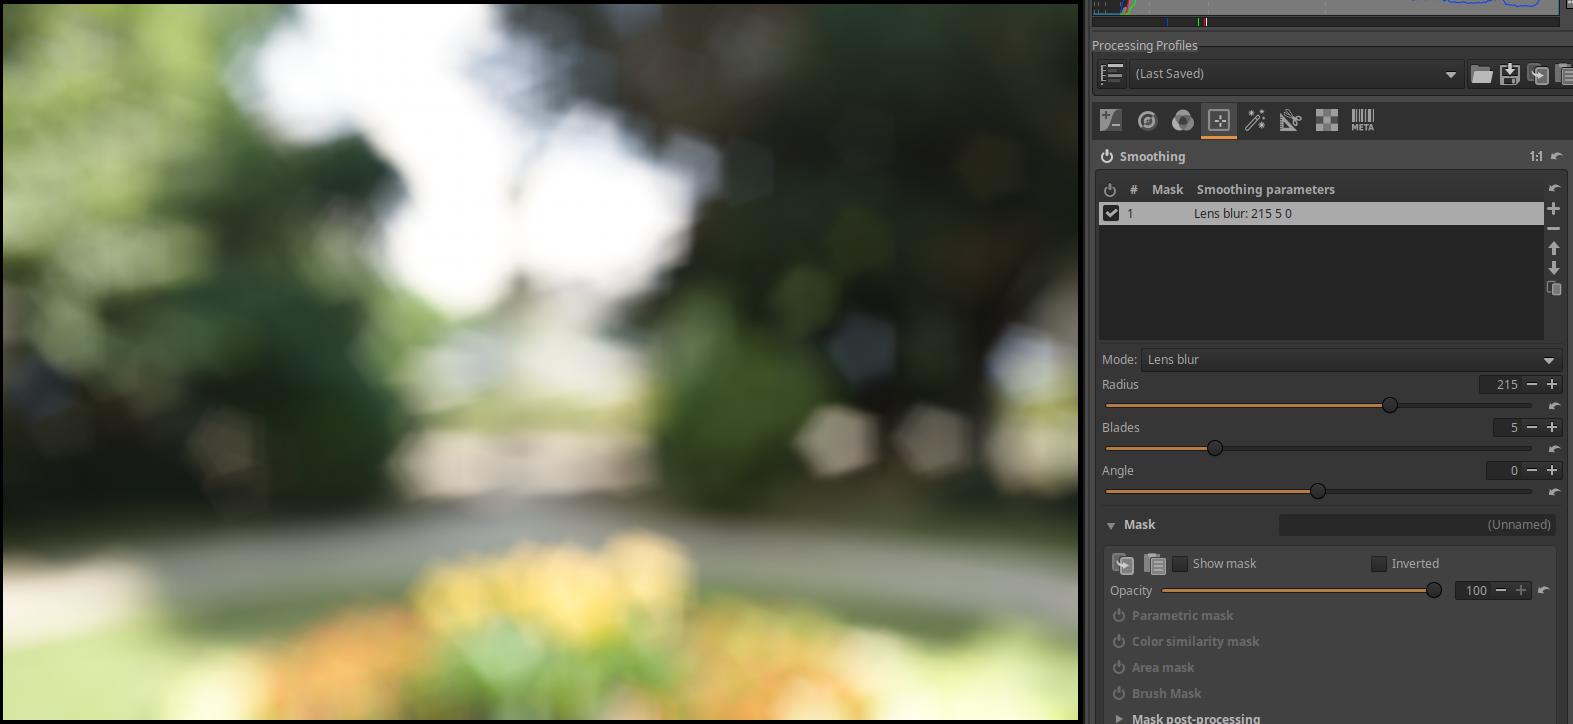 Processing Profiles
(Last Saved)
META
Smoothing
1:1
# Mask Smoothing parameters
1 Lens blur: 215 5 0
Mode: Lens blur
Radius 215
Blades 5
Angle 0
Mask (Unnamed)
Show mask Inverted
Opacity 100
Parametric mask
Color similarity mask
Area mask
Brush Mask
Mask post-processing